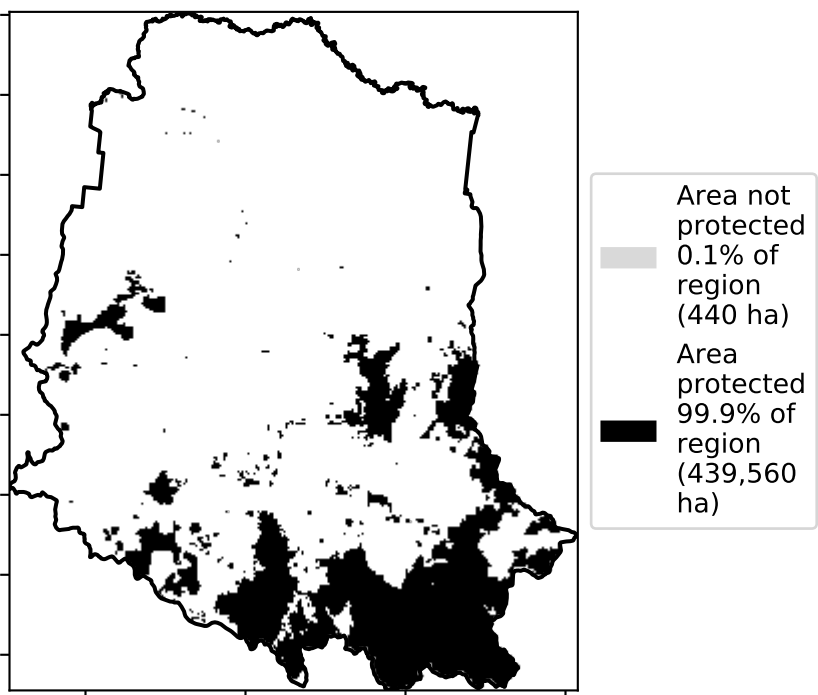 Area not
protected
0.1% of
region
(440 ha)
Area
protected
99.9% of
region
(439,560
ha)